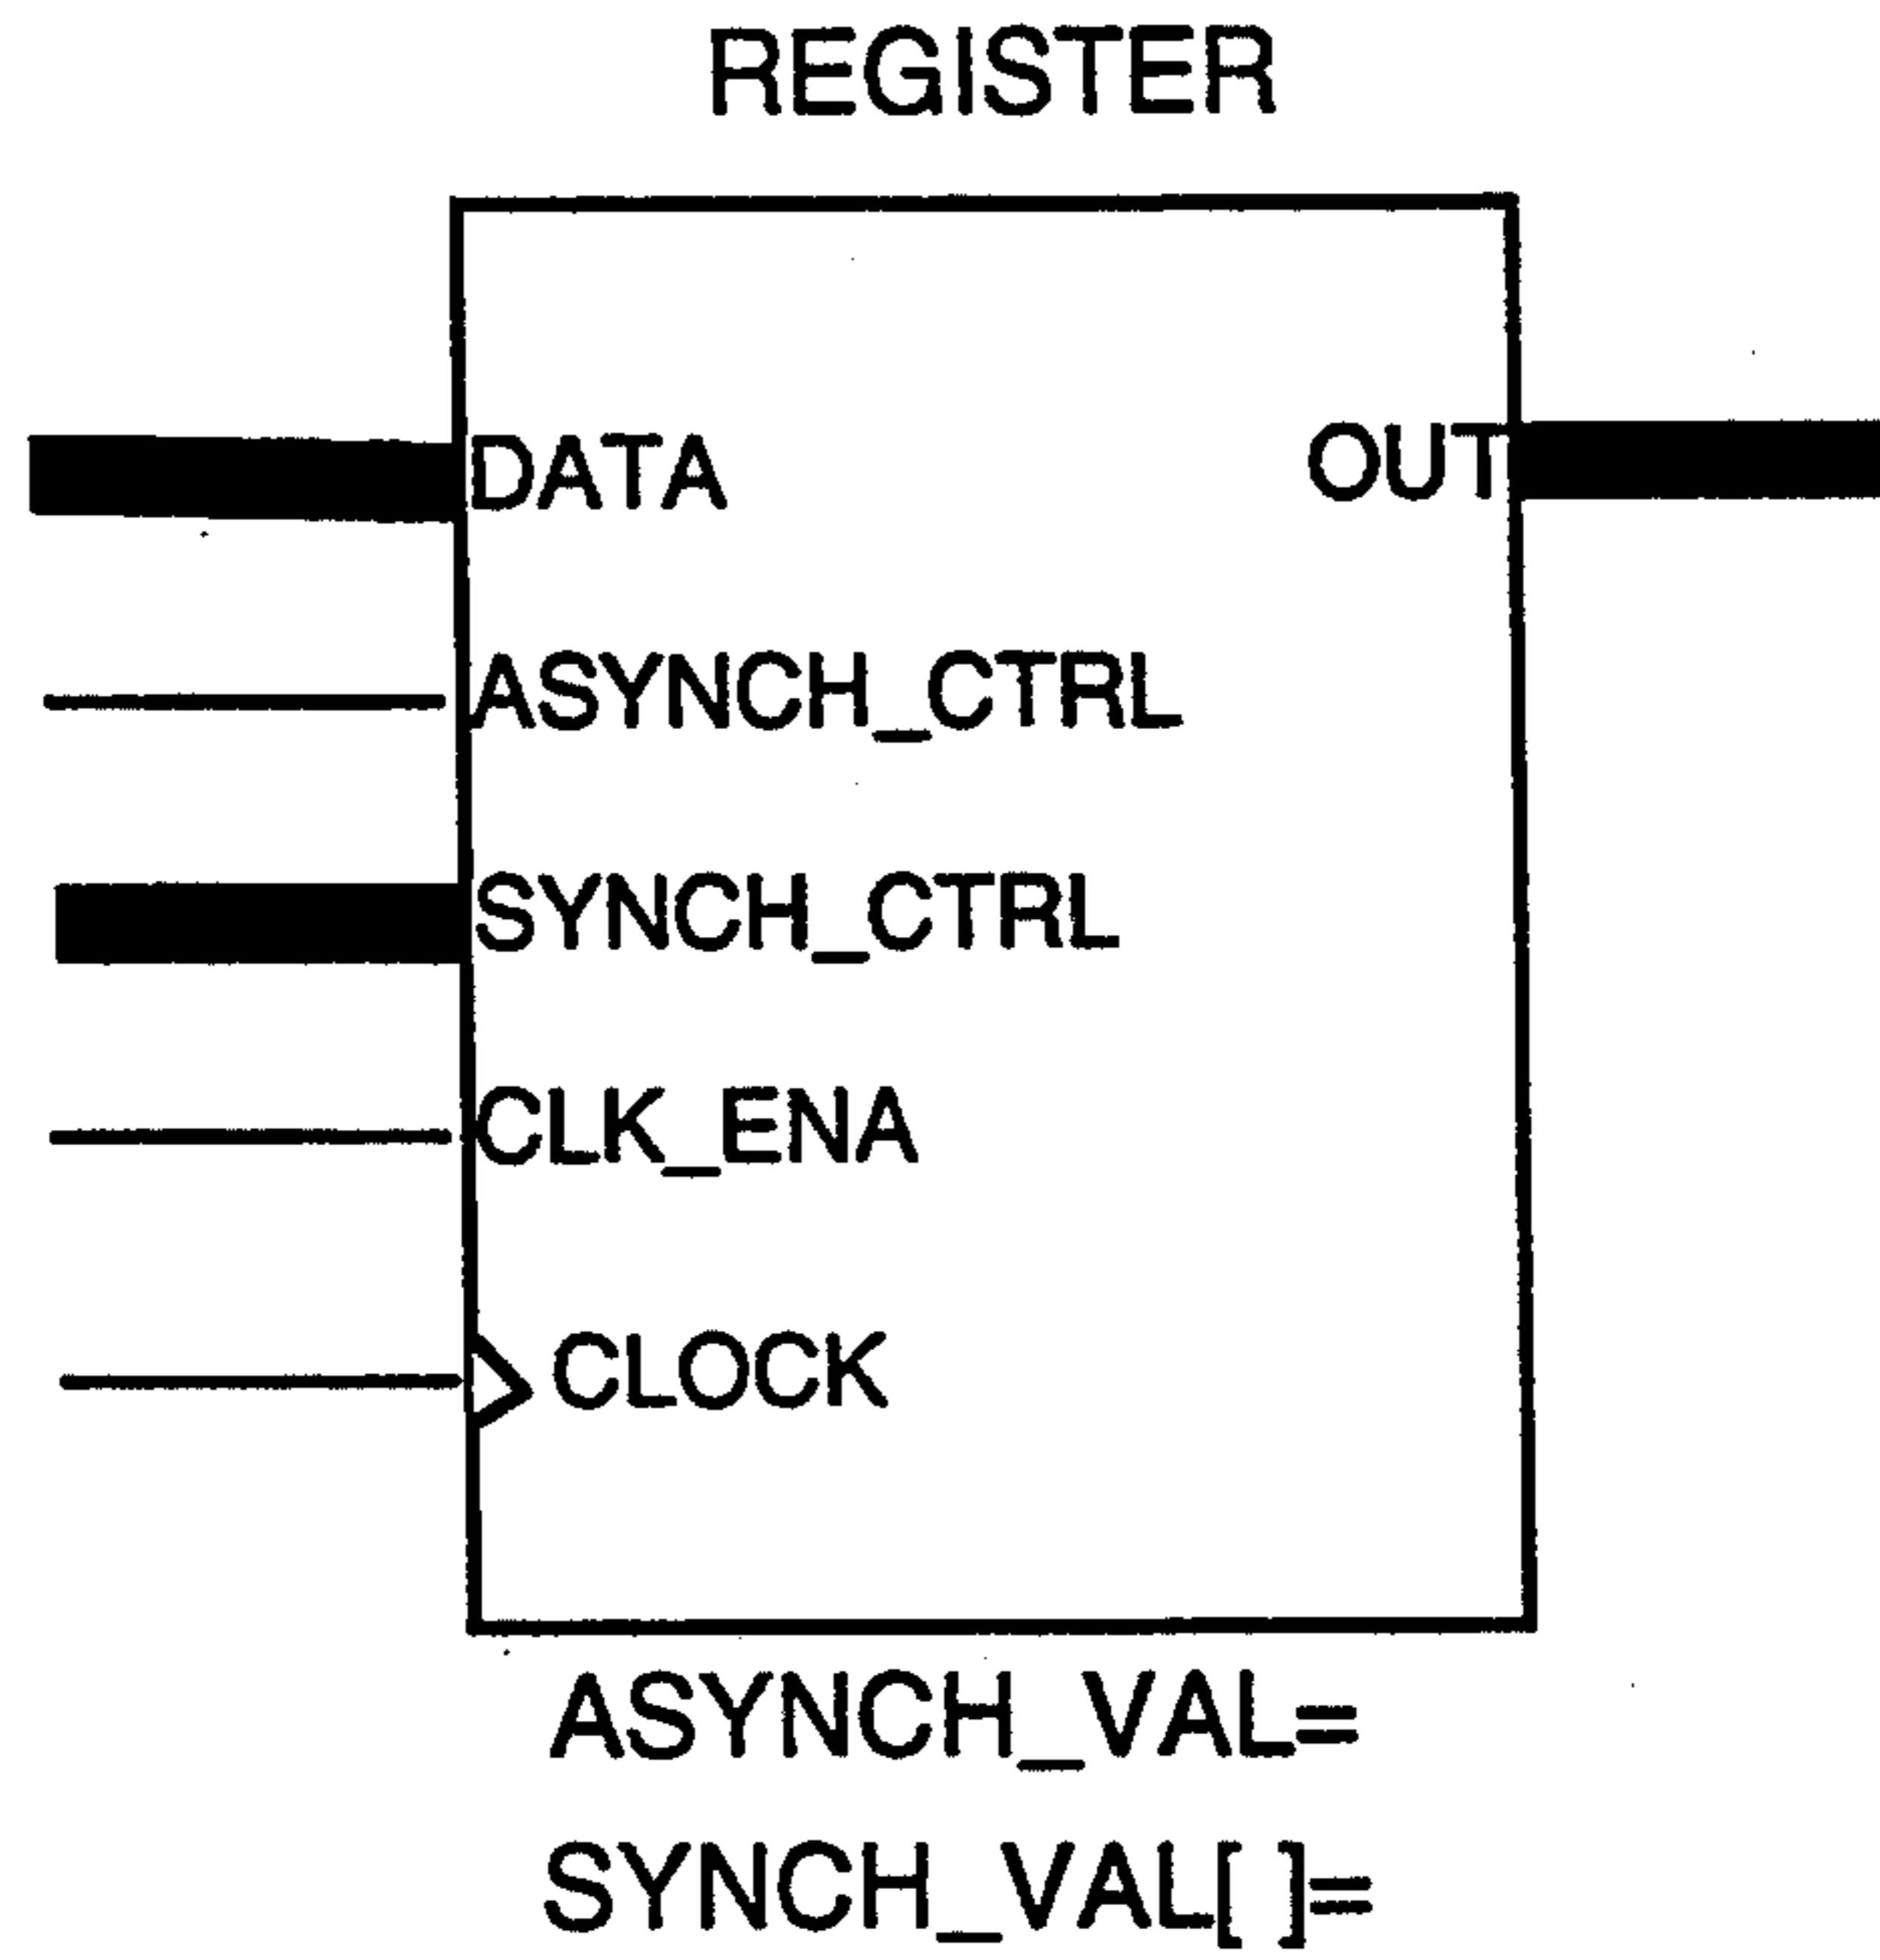 REGISTER
DATA
OUT
ASYNCH_CTRL
SYNCH_CTRL
CLK_ENA
CLOCK
ASYNCH_VAL=
SYNCH_VAL[ ]=